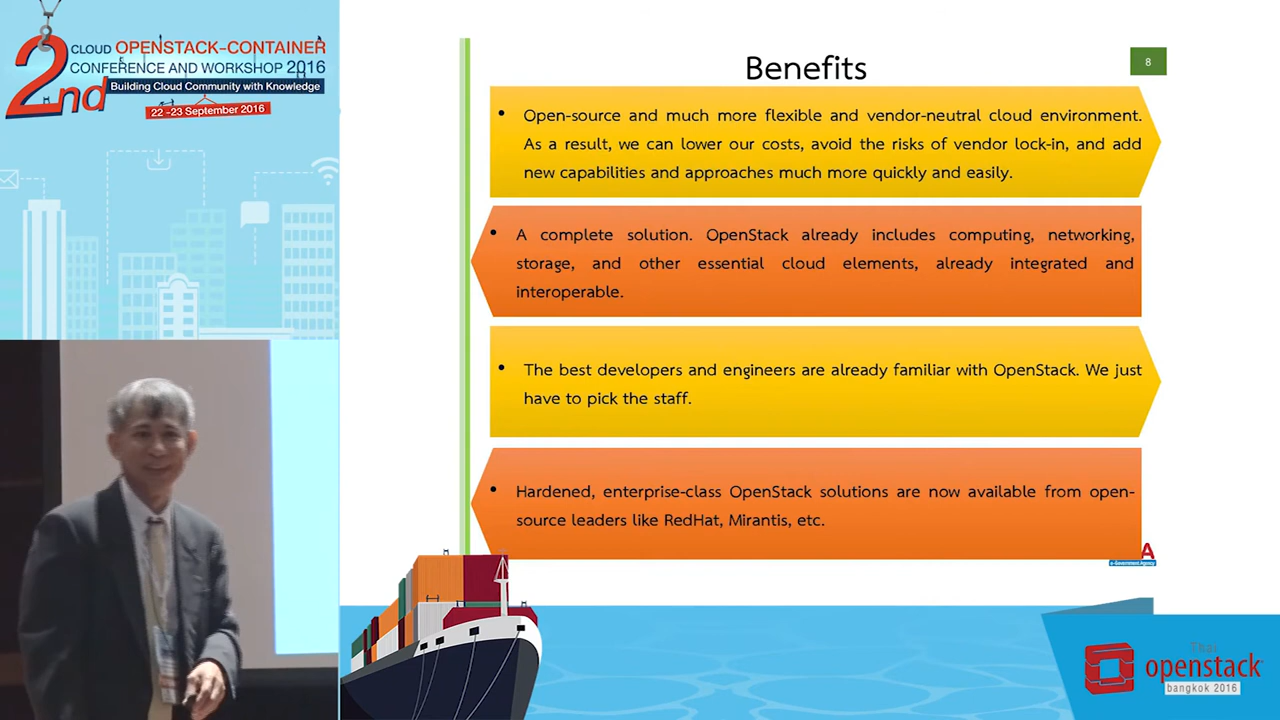 2nd
CLOUD OPENSTACK-CONTAINER
CONFERENCE AND WORKSHOP 2016
Building Cloud Community with Knowledge
22 -23 September 2016
Benefits
8
• Open-source and much more flexible and vendor-neutral cloud environment.
As a result, we can lower our costs, avoid the risks of vendor lock-in, and add
new capabilities and approaches much more quickly and easily.
• A complete solution. OpenStack already includes computing, networking,
storage, and other essential cloud elements, already integrated and
interoperable.
• The best developers and engineers are already familiar with OpenStack. We just
have to pick the staff.
• Hardened, enterprise-class OpenStack solutions are now available from open-
source leaders like RedHat, Mirantis, etc.
A
e-Government Agency
Thai
openstack
bangkok 2016